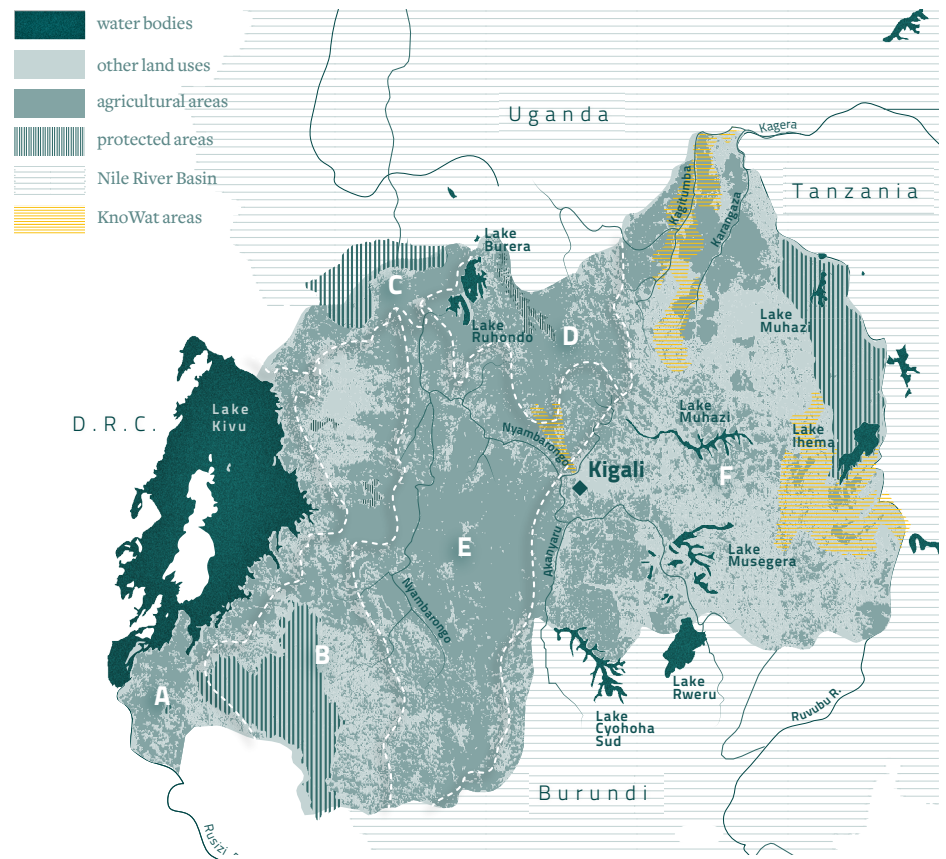 water bodies
other land uses
agricultural areas
protected areas
Nile River Basin
KnoWat areas
Uganda
Kagera
Tanzania
Kagitumba
Karangaza
Lake
Burera
C
Lake
Ruhondo
D
Lake
Muhazi
D.R.C.
Lake
Kivu
Lake
Muhazi
Lake
Ihema
Nyambarongo
Kigali
F
E
Akanyaru
Lake
Musegera
Nyambarongo
B
A
Lake
Rweru
Lake
Cyohoha
Sud
Ruvubu R.
Burundi
Rusizi